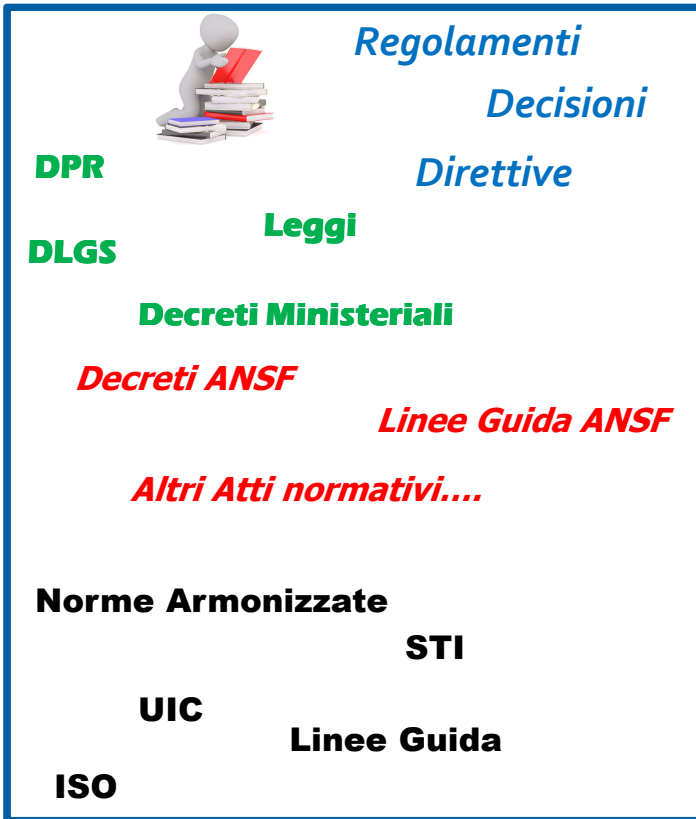 Regolamenti
Decisioni
DPR
Direttive
Leggi
DLGS
Decreti Ministeriali
Decreti ANSF
Linee Guida ANSF
Altri Atti normativi....
Norme Armonizzate
STI
UIC
Linee Guida
ISO